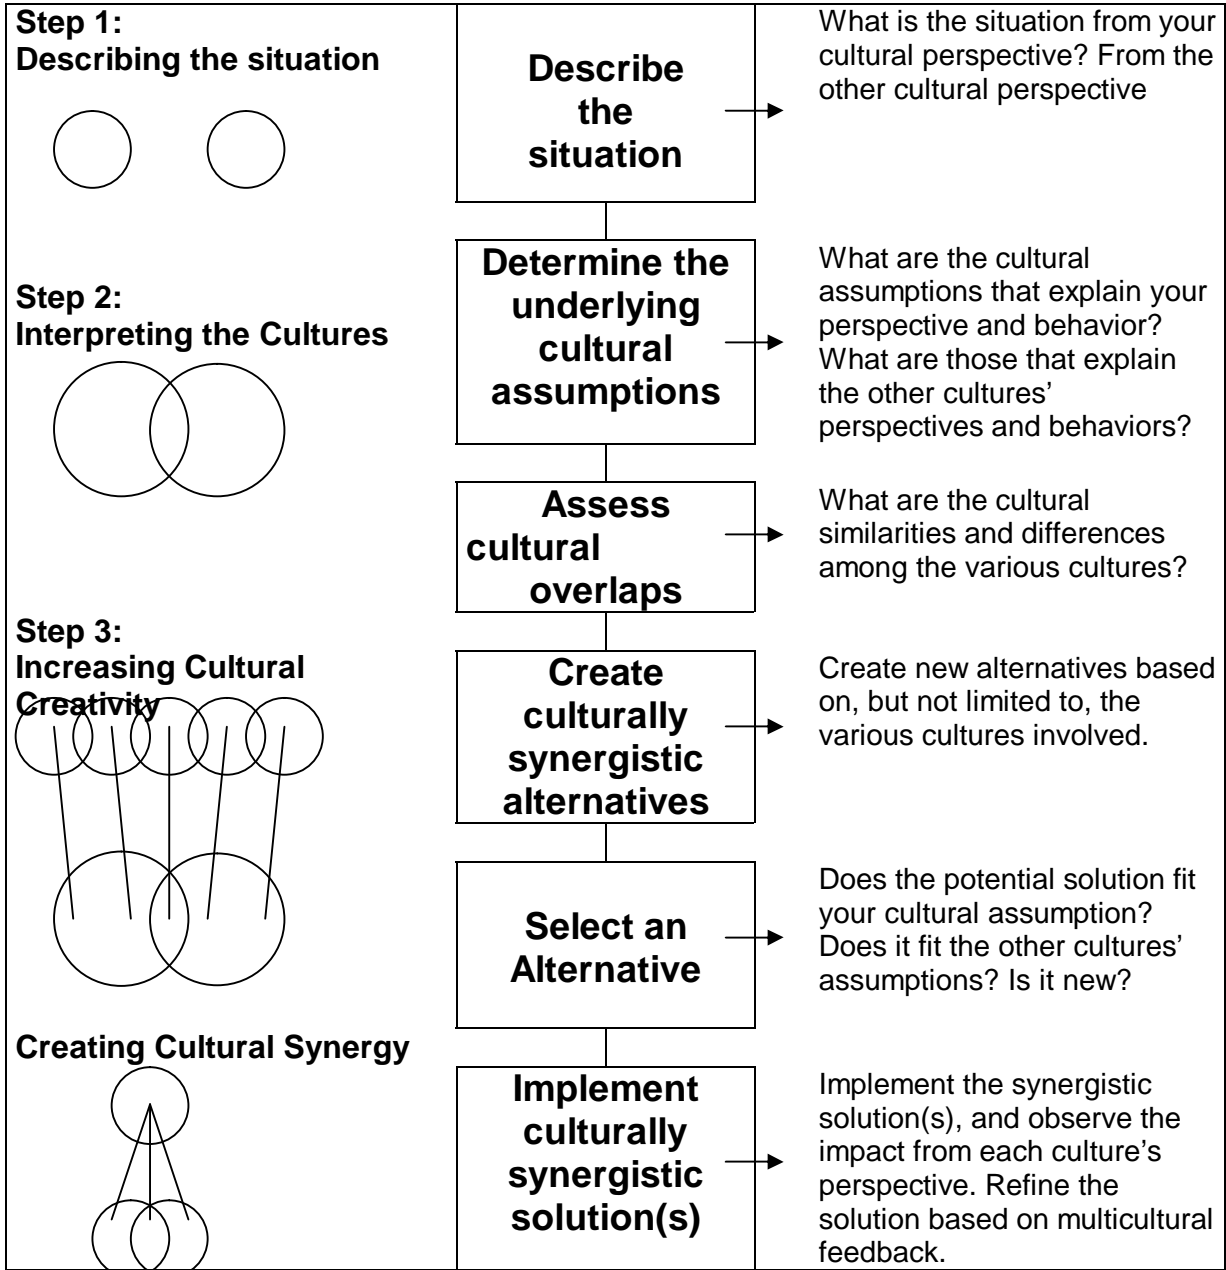 Step 1:
Describing the situation
Describe
the
situation
What is the situation from your
cultural perspective? From the
other cultural perspective
Step 2:
Interpreting the Cultures
Determine the
underlying
cultural
assumptions
What are the cultural
assumptions that explain your
perspective and behavior?
What are those that explain
the other cultures'
perspectives and behaviors?
Assess
cultural
overlaps
What are the cultural
similarities and differences
among the various cultures?
Step 3:
Increasing Cultural
Creativity
Create
culturally
synergistic
alternatives
Create new alternatives based
on, but not limited to, the
various cultures involved.
Select an
Alternative
Does the potential solution fit
your cultural assumption?
Does it fit the other cultures'
assumptions? Is it new?
Creating Cultural Synergy
Implement
culturally
synergistic
solution(s)
Implement the synergistic
solution(s), and observe the
impact from each culture's
perspective. Refine the
solution based on multicultural
feedback.